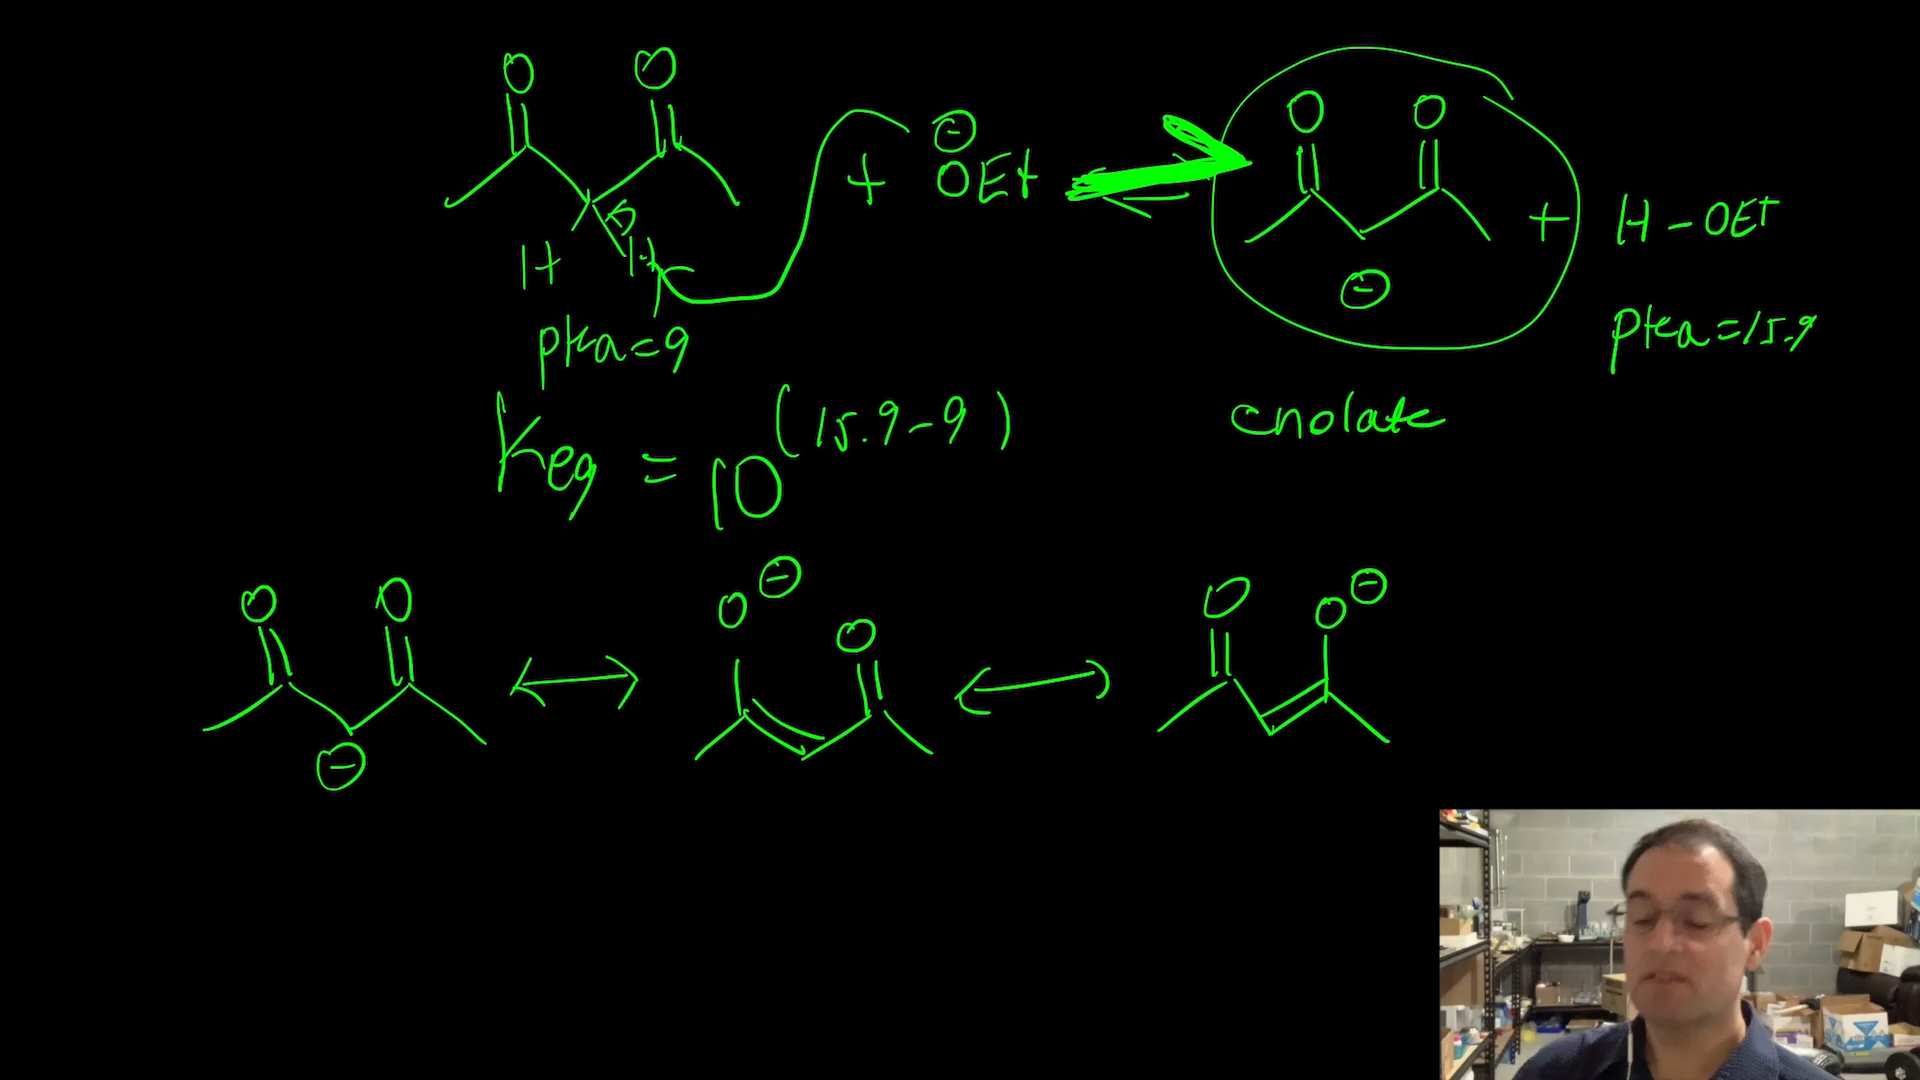 O O
O O
+ ⊖ OEt
+ H - OEt
H H
pka=9
pka=15.9
Keq = 10^(15.9-9)
enolate
O O
O⊖ O
O O⊖
⊖